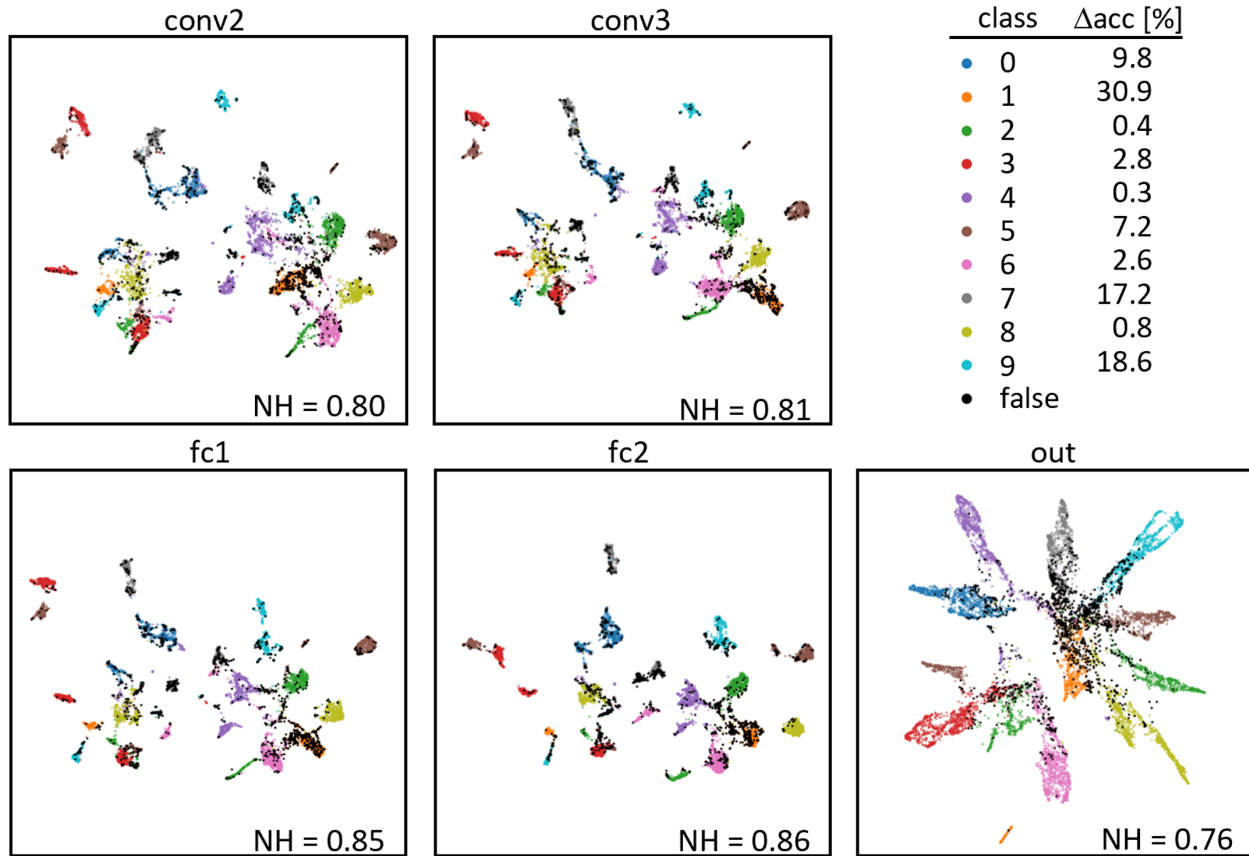 conv2
conv3
class Δacc [%]
0 9.8
1 30.9
2 0.4
3 2.8
4 0.3
5 7.2
6 2.6
7 17.2
8 0.8
9 18.6
false
NH = 0.80
NH = 0.81
fc1
fc2
out
NH = 0.85
NH = 0.86
NH = 0.76